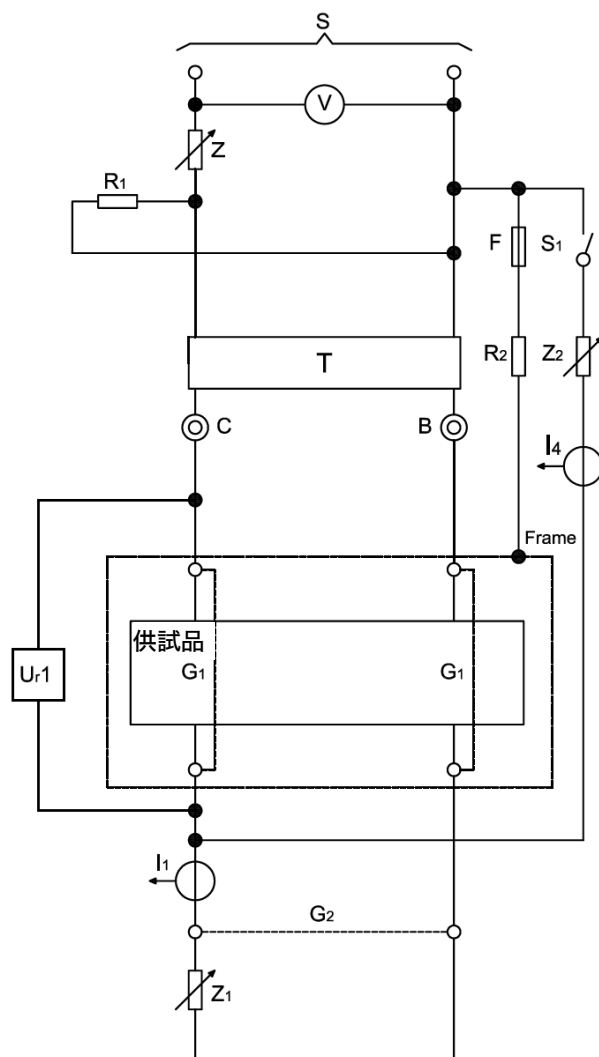 S
V
Z
R₁
F
S₁
R₂
Z₂
T
C
B
I₄
Frame
供試品
G₁
G₁
Uᵣ1
I₁
G₂
Z₁